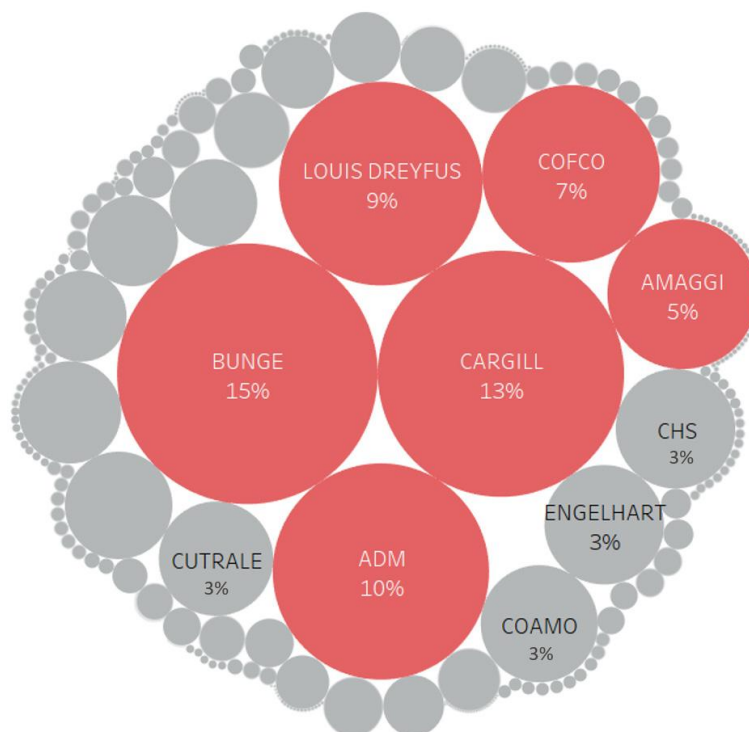 LOUIS DREYFUS
9%
COFCO
7%
AMAGGI
5%
BUNGE
15%
CARGILL
13%
CHS
3%
ENGELHART
3%
CUTRALE
3%
ADM
10%
COAMO
3%